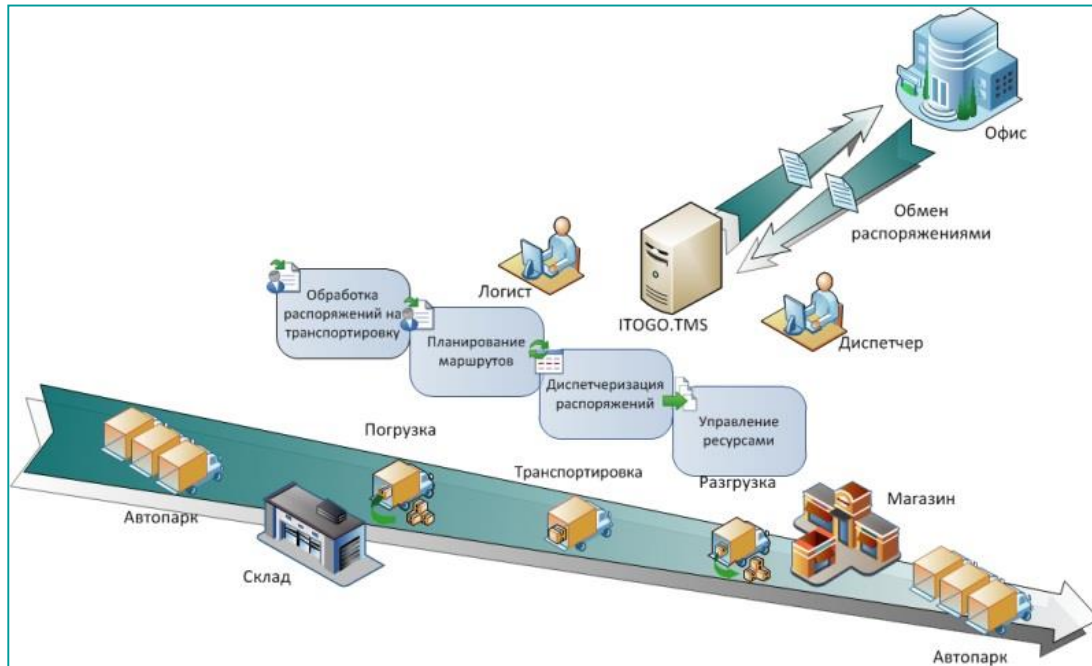 Офис
Обмен
распоряжениями
Логист
ITOGO.TMS
Диспетчер
Обработка
распоряжений на
транспортировку
Планирование
маршрутов
Диспетчеризация
распоряжений
Управление
ресурсами
Погрузка
Транспортировка
Разгрузка
Магазин
Автопарк
Склад
Автопарк